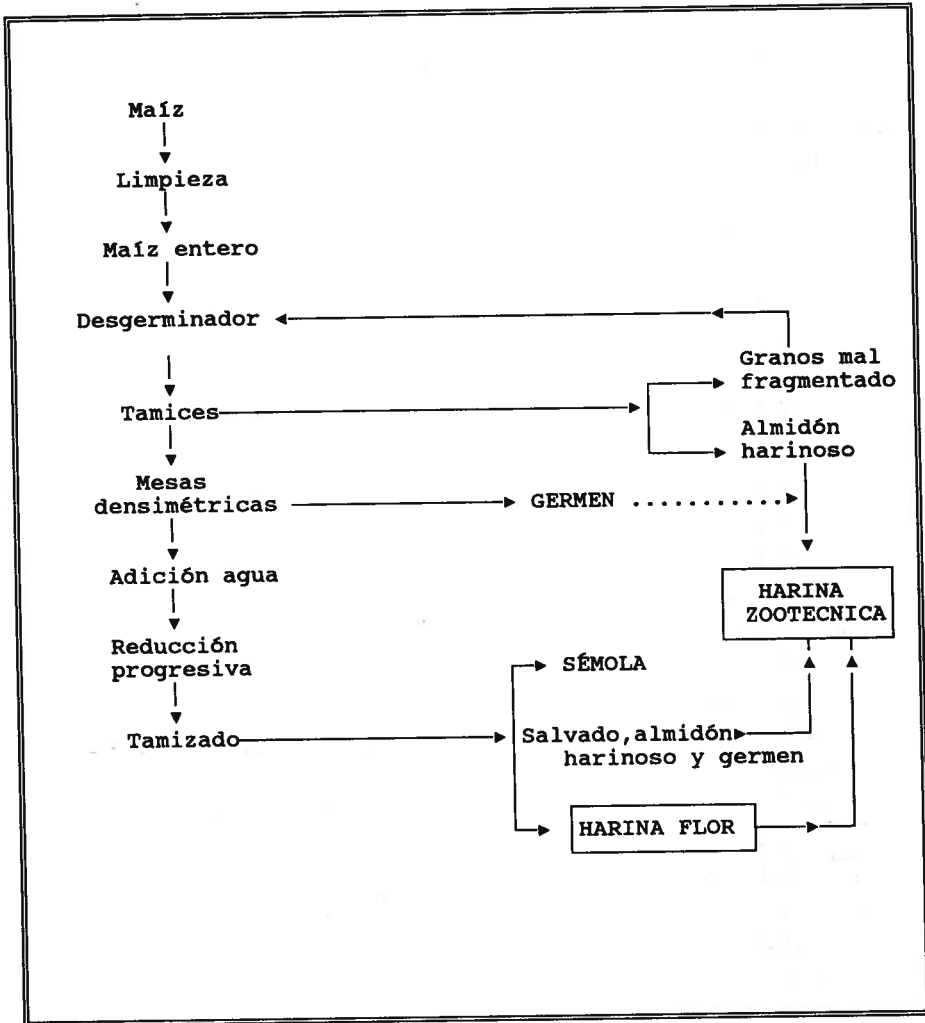 Maíz
Limpieza
Maíz entero
Desgerminador
Granos mal
fragmentado
Tamices
Almidón
harinoso
Mesas
densimétricas
GERMEN
Adición agua
HARINA
ZOOTECNICA
Reducción
progresiva
SÉMOLA
Tamizado
Salvado,almidón
harinoso y germen
HARINA FLOR